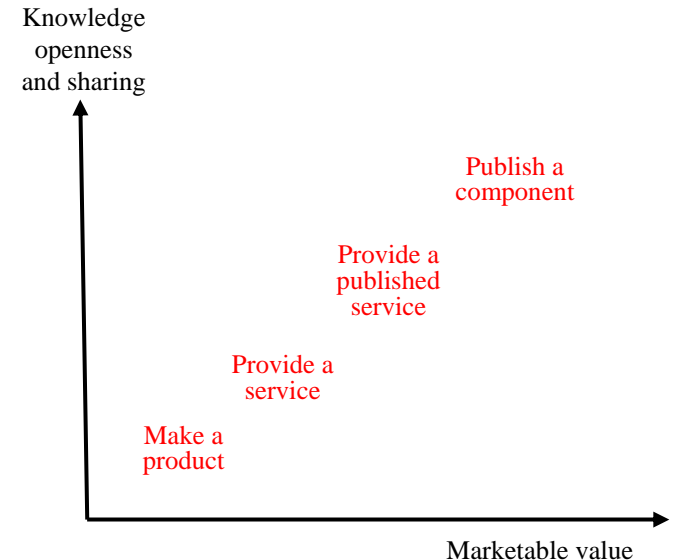 Knowledge
openness
and sharing
Publish a
component
Provide a
published
service
Provide a
service
Make a
product
Marketable value